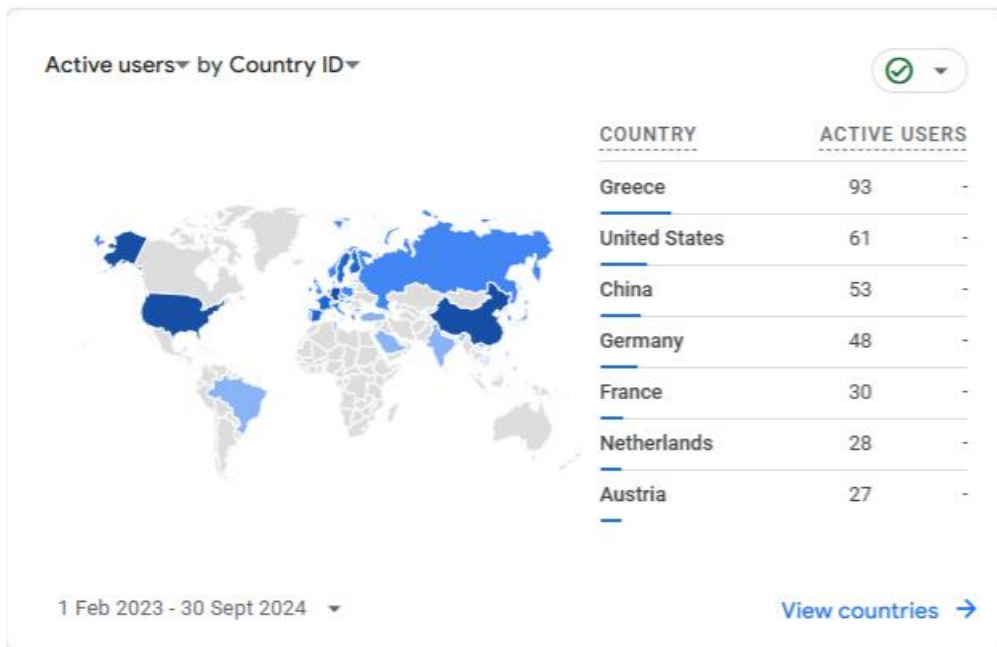 Active users by Country ID
COUNTRY ACTIVE USERS
Greece 93 -
United States 61 -
China 53 -
Germany 48 -
France 30 -
Netherlands 28 -
Austria 27 -
1 Feb 2023 - 30 Sept 2024
View countries →